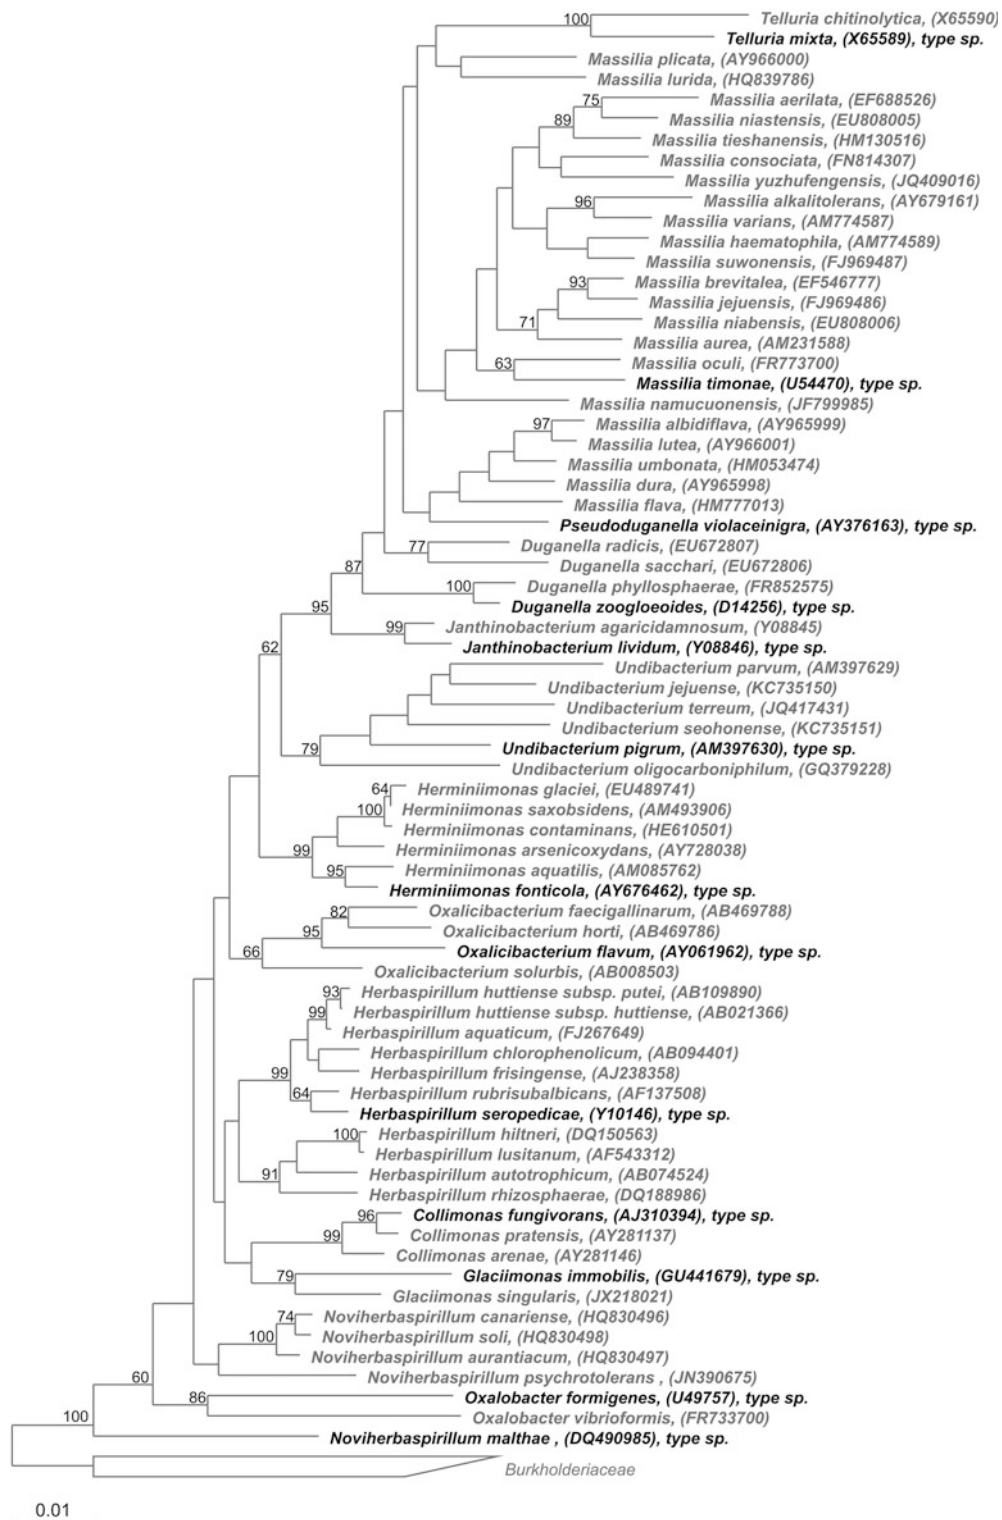 100
Telluria chitinolytica, (X65590)
Telluria mixta, (X65589), type sp.
Massilia plicata, (AY966000)
Massilia lurida, (HQ839786)
75
Massilia aerilata, (EF688526)
89
Massilia niastensis, (EU808005)
Massilia tieshanensis, (HM130516)
Massilia consociata, (FN814307)
Massilia yuzhufengensis, (JQ409016)
96
Massilia alkalitolerans, (AY679161)
Massilia varians, (AM774587)
Massilia haematophila, (AM774589)
Massilia suwonensis, (FJ969487)
93
Massilia brevitalea, (EF546777)
Massilia jejuensis, (FJ969486)
71
Massilia niabensis, (EU808006)
Massilia aurea, (AM231588)
63
Massilia oculi, (FR773700)
Massilia timonae, (U54470), type sp.
Massilia namucuonensis, (JF799985)
97
Massilia albidiflava, (AY965999)
Massilia lutea, (AY966001)
Massilia umbonata, (HM053474)
Massilia dura, (AY965998)
Massilia flava, (HM777013)
Pseudoduganella violaceinigra, (AY376163), type sp.
77
Duganella radicis, (EU672807)
87
Duganella sacchari, (EU672806)
100
Duganella phyllosphaerae, (FR852575)
95
Duganella zoogloeoides, (D14256), type sp.
99
Janthinobacterium agaricidamnosum, (Y08845)
62
Janthinobacterium lividum, (Y08846), type sp.
Undibacterium parvum, (AM397629)
Undibacterium jejuense, (KC735150)
Undibacterium terreum, (JQ417431)
Undibacterium seohonense, (KC735151)
79
Undibacterium pigrum, (AM397630), type sp.
Undibacterium oligocarboniphilum, (GQ379228)
64
Herminiimonas glaciei, (EU489741)
100
Herminiimonas saxobsidens, (AM493906)
Herminiimonas contaminans, (HE610501)
99
Herminiimonas arsenicoxydans, (AY728038)
95
Herminiimonas aquatilis, (AM085762)
Herminiimonas fonticola, (AY676462), type sp.
82
Oxalicibacterium faecigallinarum, (AB469788)
95
Oxalicibacterium horti, (AB469786)
66
Oxalicibacterium flavum, (AY061962), type sp.
Oxalicibacterium solurbis, (AB008503)
93
Herbaspirillum huttiense subsp. putei, (AB109890)
99
Herbaspirillum huttiense subsp. huttiense, (AB021366)
Herbaspirillum aquaticum, (FJ267649)
Herbaspirillum chlorophenolicum, (AB094401)
99
Herbaspirillum frisingense, (AJ238358)
64
Herbaspirillum rubrisubalbicans, (AF137508)
Herbaspirillum seropedicae, (Y10146), type sp.
100
Herbaspirillum hiltneri, (DQ150563)
Herbaspirillum lusitanum, (AF543312)
91
Herbaspirillum autotrophicum, (AB074524)
Herbaspirillum rhizosphaerae, (DQ188986)
96
Collimonas fungivorans, (AJ310394), type sp.
99
Collimonas pratensis, (AY281137)
Collimonas arenae, (AY281146)
79
Glaciimonas immobilis, (GU441679), type sp.
Glaciimonas singularis, (JX218021)
74
Noviherbaspirillum canariense, (HQ830496)
100
Noviherbaspirillum soli, (HQ830498)
Noviherbaspirillum aurantiacum, (HQ830497)
60
Noviherbaspirillum psychrotolerans , (JN390675)
86
Oxalobacter formigenes, (U49757), type sp.
100
Oxalobacter vibrioformis, (FR733700)
Noviherbaspirillum malthae , (DQ490985), type sp.
Burkholderiaceae
0.01